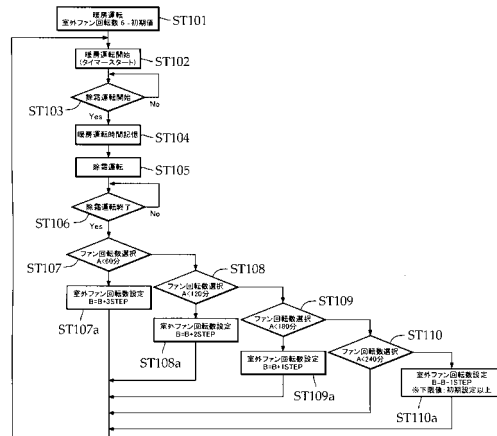 暖房運転
室外ファン回転数 6 - 初期値
ST101
暖房運転開始
(タイマースタート)
ST102
除霜運転開始
No
ST103
Yes
暖房運転時間記憶
ST104
除霜運転
ST105
除霜運転終了
No
ST106
Yes
ファン回転数選択
A<60分
ST107
ファン回転数選択
A<120分
ST108
ファン回転数選択
A<180分
ST109
ファン回転数選択
A<240分
ST110
室外ファン回転数設定
B=B+3STEP
ST107a
室外ファン回転数設定
B=B+2STEP
ST108a
室外ファン回転数設定
B=B+1STEP
ST109a
室外ファン回転数設定
B=B-1STEP
※下限値:初期設定以上
ST110a